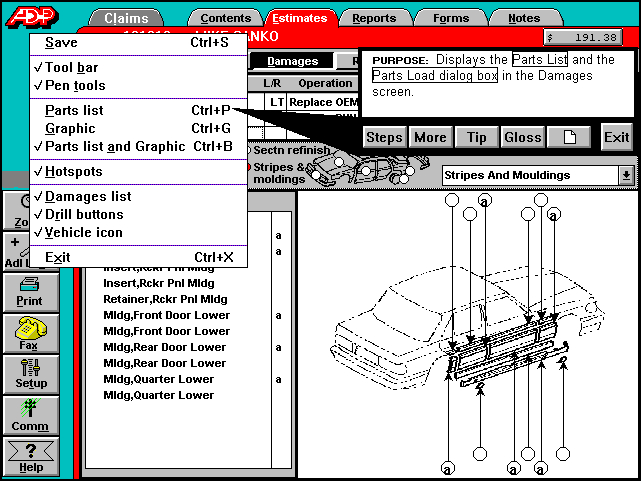 ADP
Claims
Contents
Estimates
Reports
Forms
Notes
$ 191.38
Save Ctrl+S
Tool bar
Pen tools
Parts list Ctrl+P
Graphic Ctrl+G
Parts list and Graphic Ctrl+B
Hotspots
Damages list
Drill buttons
Vehicle icon
Exit Ctrl+X
Damages
L/R Operation
LT Replace OEM
PURPOSE: Displays the Parts List and the
Parts Load dialog box in the Damages
screen.
Steps More Tip Gloss Exit
Sectn refinish
Stripes &
moldings
Stripes And Mouldings
a
a
Insert,Rckr Pnl Mldg
Insert,Rckr Pnl Mldg
Retainer,Rckr Pnl Mldg
Mldg,Front Door Lower a
Mldg,Front Door Lower
Mldg,Rear Door Lower a
Mldg,Rear Door Lower
Mldg,Quarter Lower a
Mldg,Quarter Lower
Print
Fax
Setup
Comm
?
Help
a
a
a
a
a
a